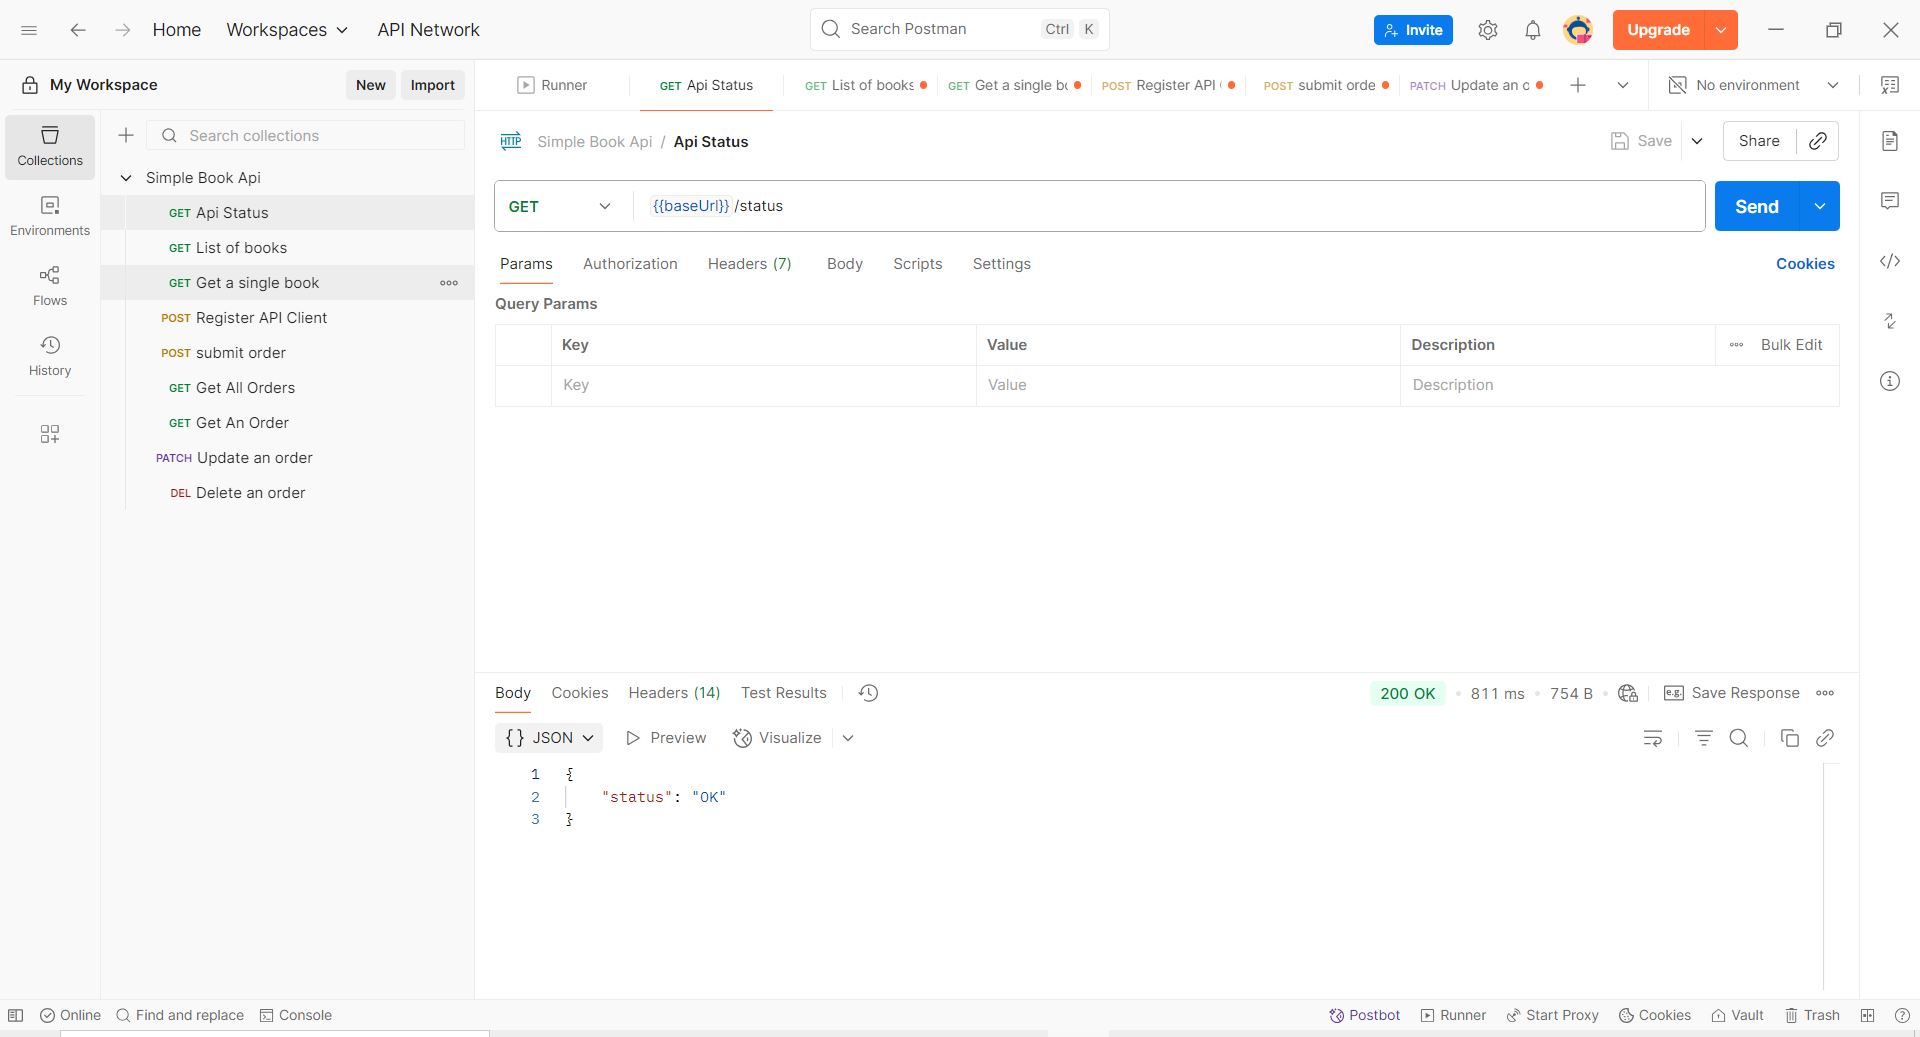 Home Workspaces API Network Search Postman Ctrl K Invite Upgrade
My Workspace New Import
Runner GET Api Status GET List of books GET Get a single bo POST Register API POST submit orde PATCH Update an o No environment
Collections
Environments
Flows
History
Search collections
Simple Book Api
GET Api Status
GET List of books
GET Get a single book
POST Register API Client
POST submit order
GET Get All Orders
GET Get An Order
PATCH Update an order
DEL Delete an order
HTTP Simple Book Api / Api Status Save Share
GET {{baseUrl}}/status Send
Params Authorization Headers (7) Body Scripts Settings Cookies
Query Params
Key Value Description Bulk Edit
Key Value Description
Body Cookies Headers (14) Test Results 200 OK 811 ms 754 B e.g. Save Response
{} JSON Preview Visualize
1 {
2 "status": "OK"
3 }
Online Find and replace Console Postbot Runner Start Proxy Cookies Vault Trash